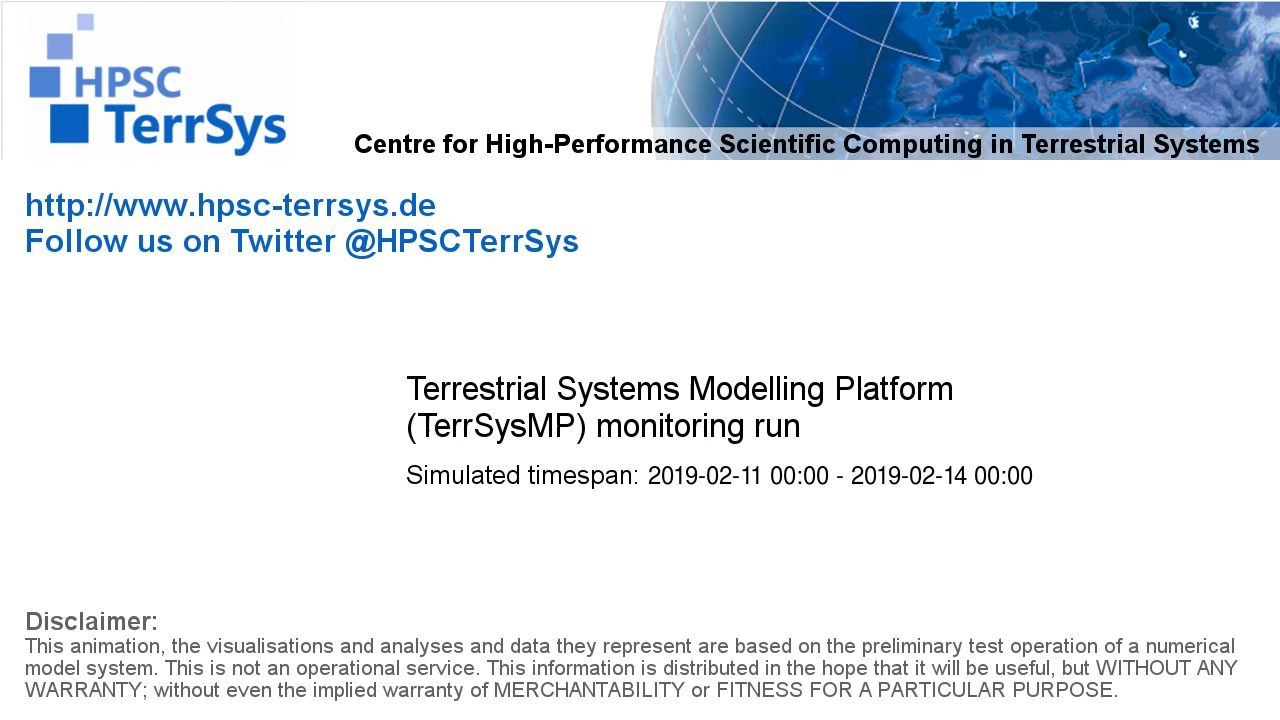 HPSC
TerrSys
Centre for High-Performance Scientific Computing in Terrestrial Systems
http://www.hpsc-terrsys.de
Follow us on Twitter @HPSCTerrSys
Terrestrial Systems Modelling Platform
(TerrSysMP) monitoring run
Simulated timespan: 2019-02-11 00:00 - 2019-02-14 00:00
Disclaimer:
This animation, the visualisations and analyses and data they represent are based on the preliminary test operation of a numerical
model system. This is not an operational service. This information is distributed in the hope that it will be useful, but WITHOUT ANY
WARRANTY; without even the implied warranty of MERCHANTABILITY or FITNESS FOR A PARTICULAR PURPOSE.